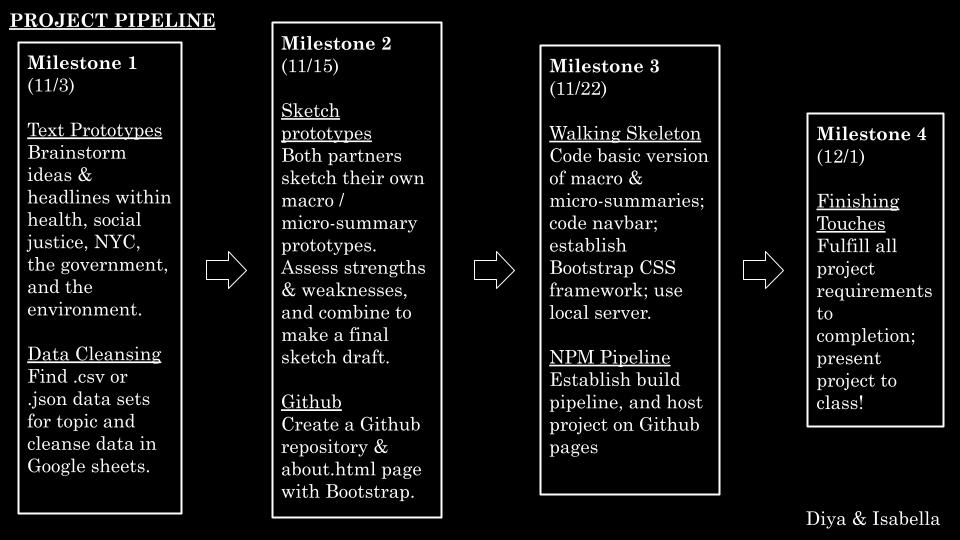 PROJECT PIPELINE
Milestone 1
(11/3)
Text Prototypes
Brainstorm
ideas &
headlines within
health, social
justice, NYC,
the government,
and the
environment.
Data Cleansing
Find .csv or
.json data sets
for topic and
cleanse data in
Google sheets.
Milestone 2
(11/15)
Sketch
prototypes
Both partners
sketch their own
macro /
micro-summary
prototypes.
Assess strengths
& weaknesses,
and combine to
make a final
sketch draft.
Github
Create a Github
repository &
about.html page
with Bootstrap.
Milestone 3
(11/22)
Walking Skeleton
Code basic version
of macro &
micro-summaries;
code navbar;
establish
Bootstrap CSS
framework; use
local server.
NPM Pipeline
Establish build
pipeline, and host
project on Github
pages
Milestone 4
(12/1)
Finishing
Touches
Fulfill all
project
requirements
to
completion;
present
project to
class!
Diya & Isabella